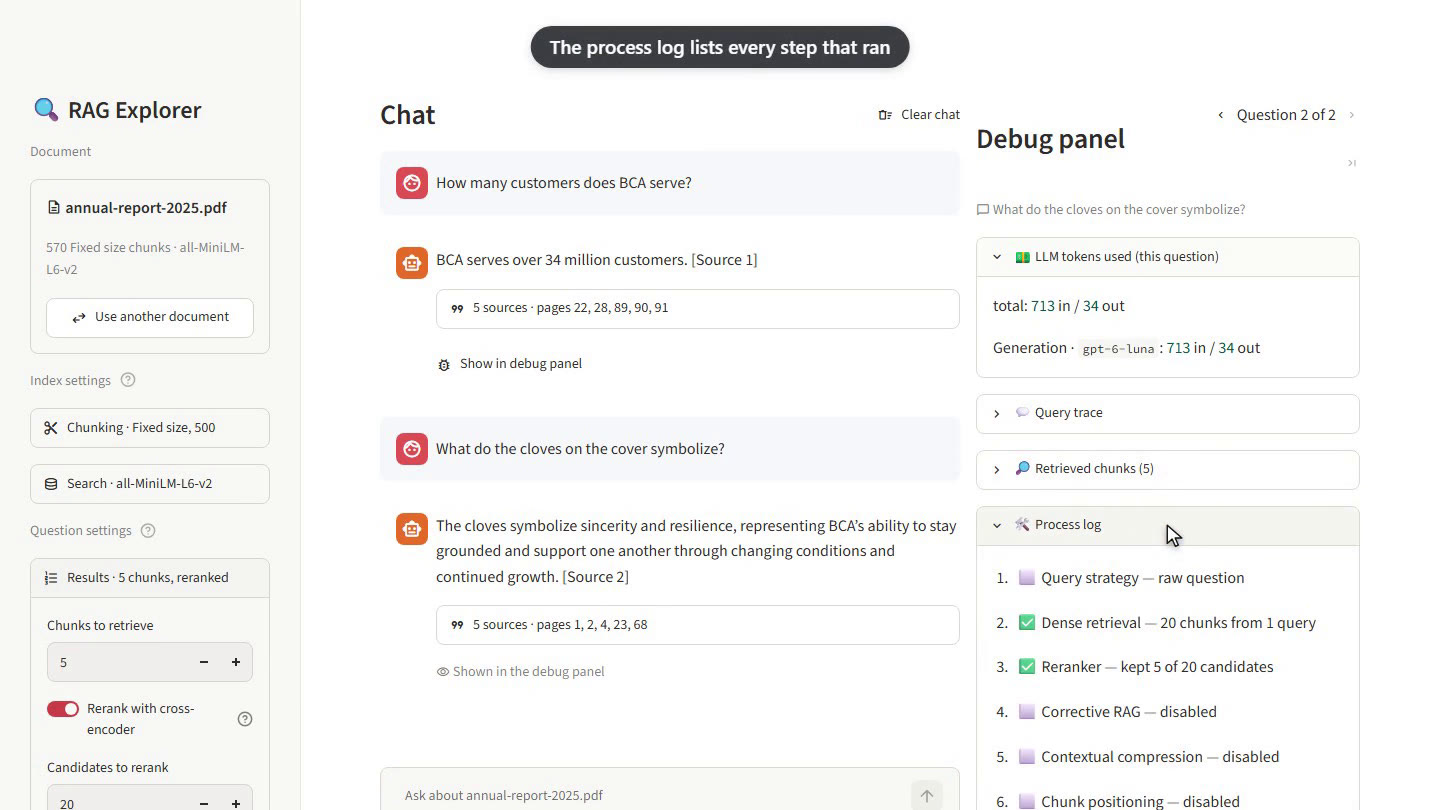 The process log lists every step that ran
RAG Explorer
Document
annual-report-2025.pdf
570 Fixed size chunks · all-MiniLM-
L6-v2
Use another document
Index settings
Chunking · Fixed size, 500
Search · all-MiniLM-L6-v2
Question settings
Results · 5 chunks, reranked
Chunks to retrieve
5
Rerank with cross-
encoder
Candidates to rerank
20
Chat
Clear chat
How many customers does BCA serve?
BCA serves over 34 million customers. [Source 1]
5 sources · pages 22, 28, 89, 90, 91
Show in debug panel
What do the cloves on the cover symbolize?
The cloves symbolize sincerity and resilience, representing BCA's ability to stay
grounded and support one another through changing conditions and
continued growth. [Source 2]
5 sources · pages 1, 2, 4, 23, 68
Shown in the debug panel
Ask about annual-report-2025.pdf
Question 2 of 2
Debug panel
What do the cloves on the cover symbolize?
LLM tokens used (this question)
total: 713 in / 34 out
Generation · gpt-6-luna : 713 in / 34 out
Query trace
Retrieved chunks (5)
Process log
1. Query strategy — raw question
2. Dense retrieval — 20 chunks from 1 query
3. Reranker — kept 5 of 20 candidates
4. Corrective RAG — disabled
5. Contextual compression — disabled
6. Chunk positioning — disabled